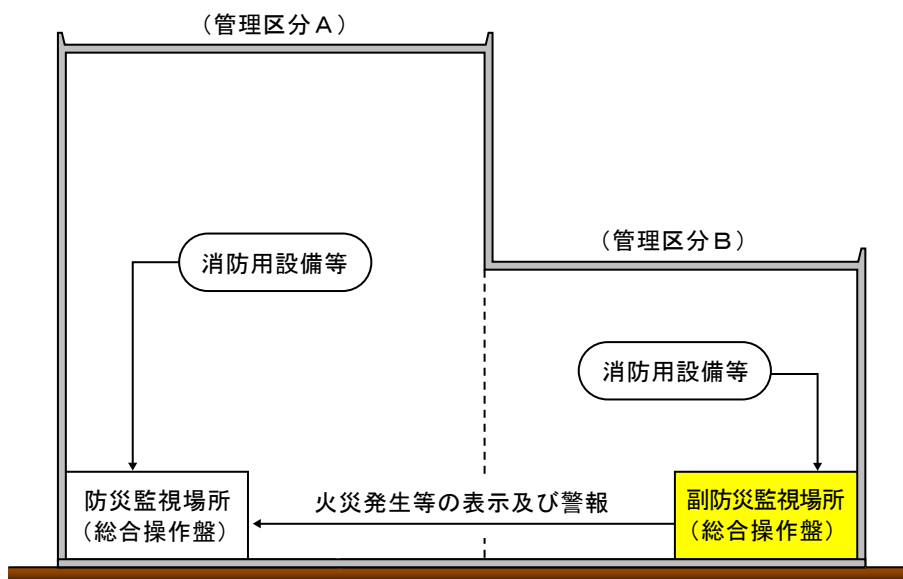 （管理区分Ａ）
（管理区分Ｂ）
消防用設備等
消防用設備等
防災監視場所
（総合操作盤）
火災発生等の表示及び警報
副防災監視場所
（総合操作盤）